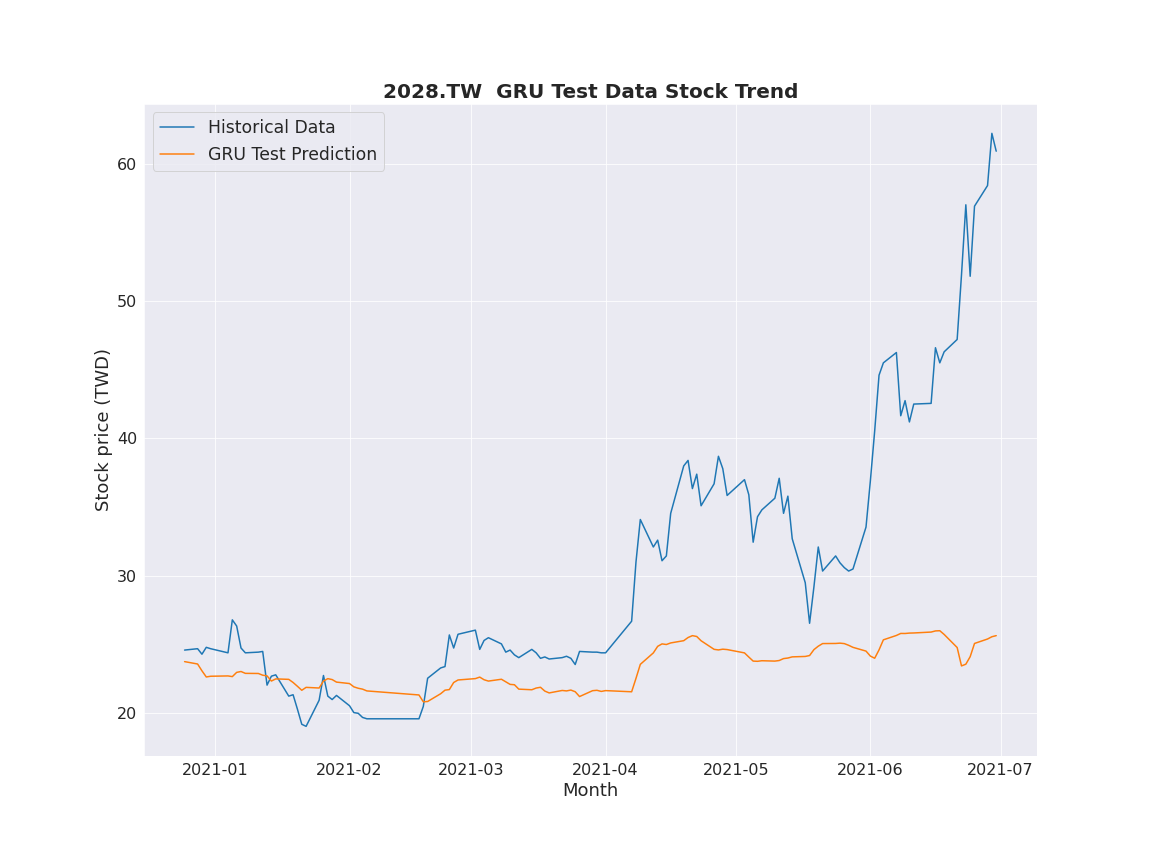 2028.TW  GRU Test Data Stock Trend
Historical Data
GRU Test Prediction
60
50
40
30
20
Stock price (TWD)
2021-01 2021-02 2021-03 2021-04 2021-05 2021-06 2021-07
Month